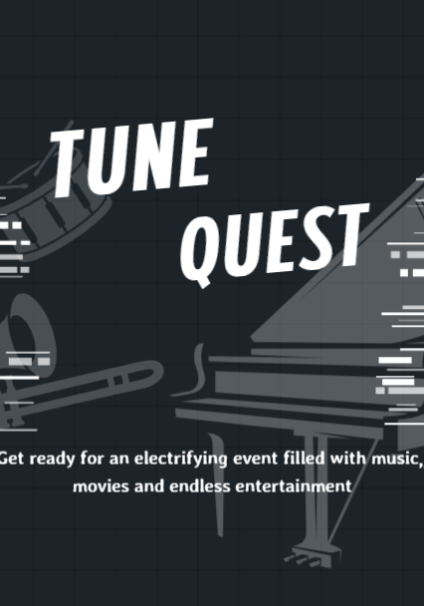 TUNE
QUEST
Get ready for an electrifying event filled with music,
movies and endless entertainment